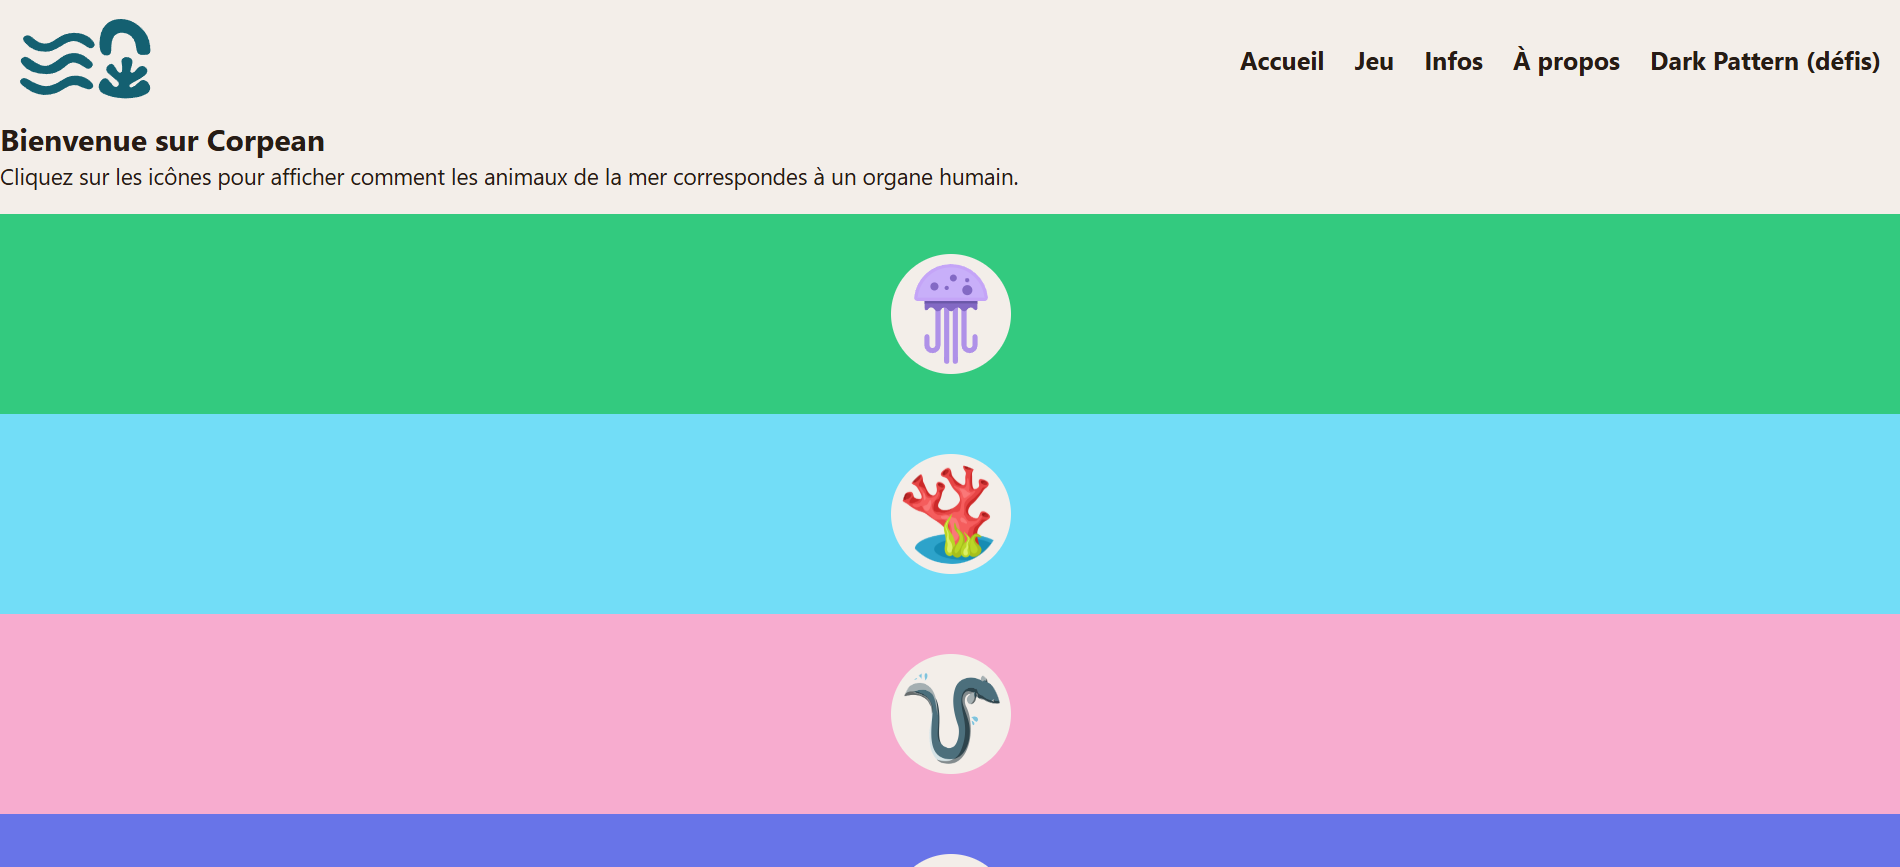 Accueil Jeu Infos À propos Dark Pattern (défis)
Bienvenue sur Corpean
Cliquez sur les icônes pour afficher comment les animaux de la mer correspondes à un organe humain.